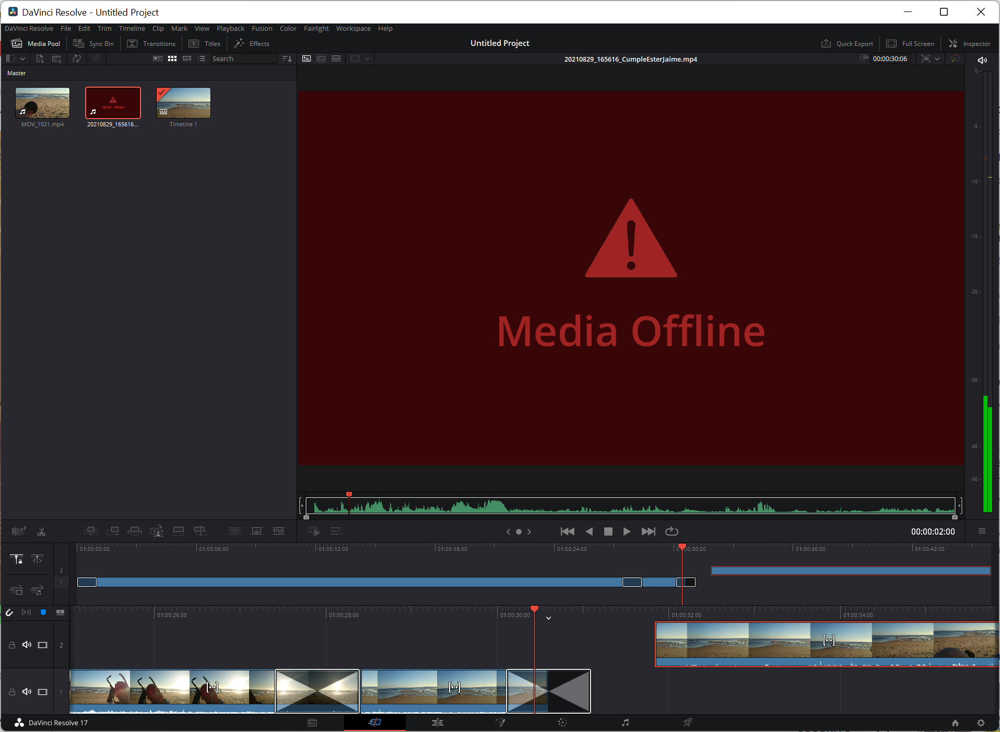 DaVinci Resolve - Untitled Project
DaVinci Resolve File Edit Trim Timeline Clip Mark View Playback Fusion Color Fairlight Workspace Help
Media Pool Sync Bin Transitions Titles Effects Untitled Project Quick Export Full Screen Inspector
Search 20210829_165616_CumpleEsterJaime.mp4 00:00:30:06
Master
0
-5
-10
-15
-20
-30
-40
-50
Media Offline
MOV_1021.mp4 20210829_165616... Timeline 1
Media Offline
00:00:02:00
01:00:00:00 01:00:06:00 01:00:12:00 01:00:18:00 01:00:24:00 01:00:30:00 01:00:36:00 01:00:42:00
2
1
01:00:26:00 01:00:28:00 01:00:30:00 01:00:32:00 01:00:34:00
2
1
DaVinci Resolve 17